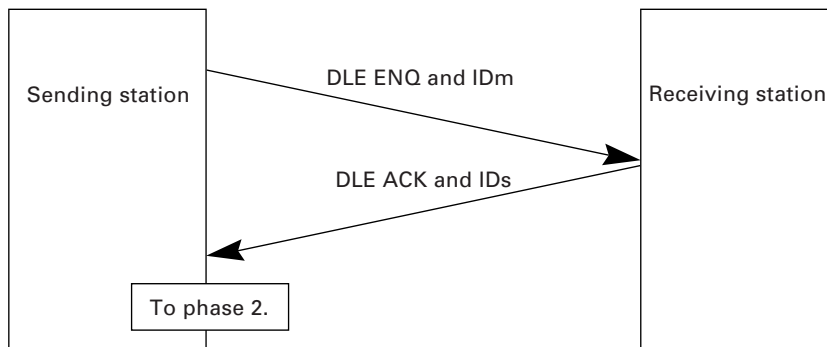 DLE ENQ and IDm
Sending station
Receiving station
DLE ACK and IDs
To phase 2.